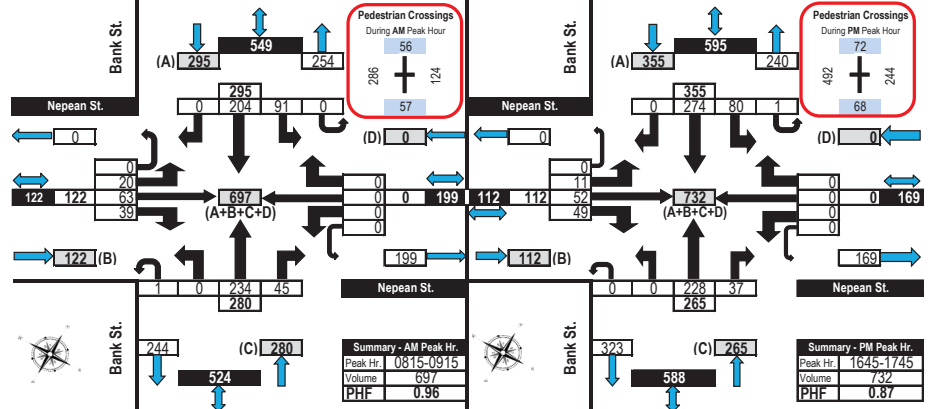 Bank St.
549
(A) 295
254
Pedestrian Crossings
During AM Peak Hour
56
286
124
57
295
0 204 91 0
Nepean St.
0
(D) 0
0
20
63
39
122 122
697
(A+B+C+D)
0
0
0
0
0 199
122 (B)
199
1 0 234 45
280
Nepean St.
Bank St.
244
(C) 280
524
Summary - AM Peak Hr.
Peak Hr. 0815-0915
Volume 697
PHF 0.96
Bank St.
595
(A) 355
240
Pedestrian Crossings
During PM Peak Hour
72
492
244
68
355
0 274 80 1
Nepean St.
0
(D) 0
0
11
52
49
112 112
732
(A+B+C+D)
0
0
0
0
0 169
112 (B)
169
0 0 228 37
265
Nepean St.
Bank St.
323
(C) 265
588
Summary - PM Peak Hr.
Peak Hr. 1645-1745
Volume 732
PHF 0.87